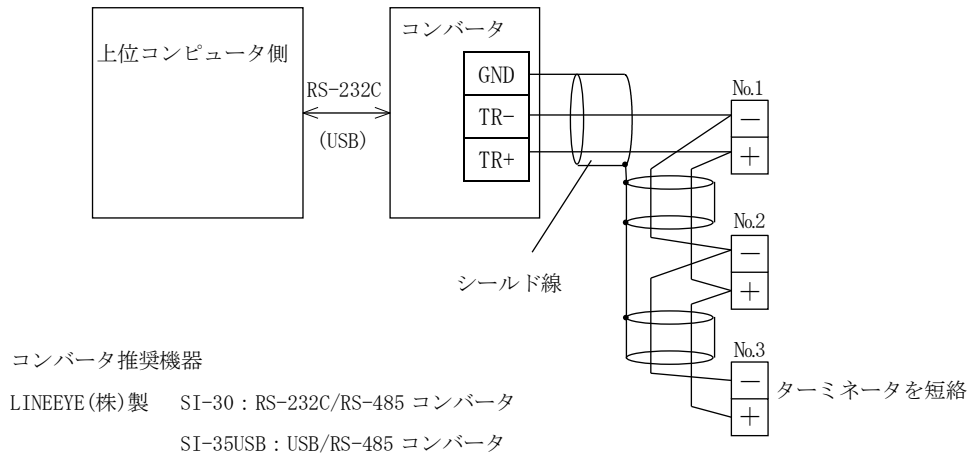 上位コンピュータ側
RS-232C
(USB)
コンバータ
GND
TR-
TR+
シールド線
No.1
−
+
No.2
−
+
No.3
−
+
ターミネータを短絡
コンバータ推奨機器
LINEEYE(株)製 SI-30：RS-232C/RS-485 コンバータ
SI-35USB：USB/RS-485 コンバータ